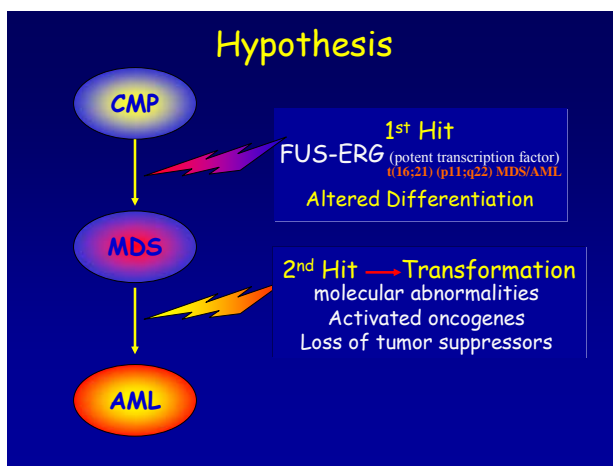 Hypothesis
CMP
1st Hit
FUS-ERG (potent transcription factor)
t(16;21) (p11;q22) MDS/AML
Altered Differentiation
MDS
2nd Hit Transformation
molecular abnormalities
Activated oncogenes
Loss of tumor suppressors
AML